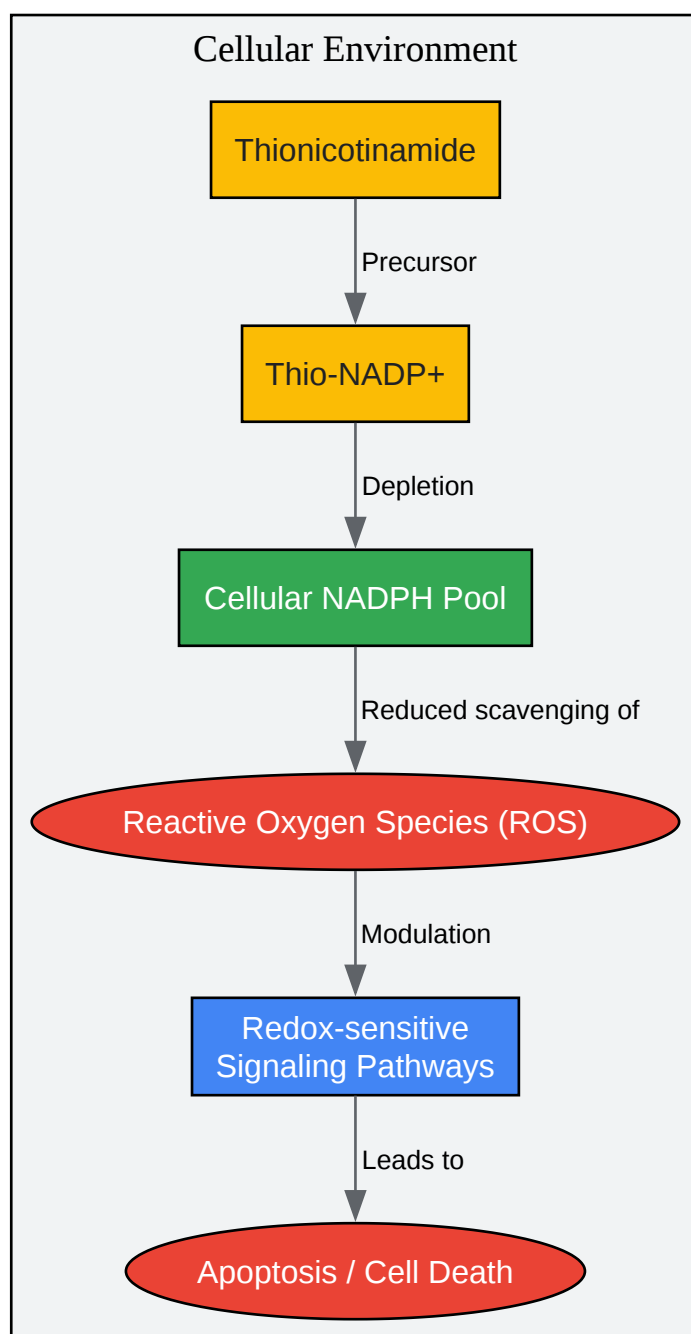 Cellular Environment
Thionicotinamide
Precursor
Thio-NADP+
Depletion
Cellular NADPH Pool
Reduced scavenging of
Reactive Oxygen Species (ROS)
Modulation
Redox-sensitive
Signaling Pathways
Leads to
Apoptosis / Cell Death